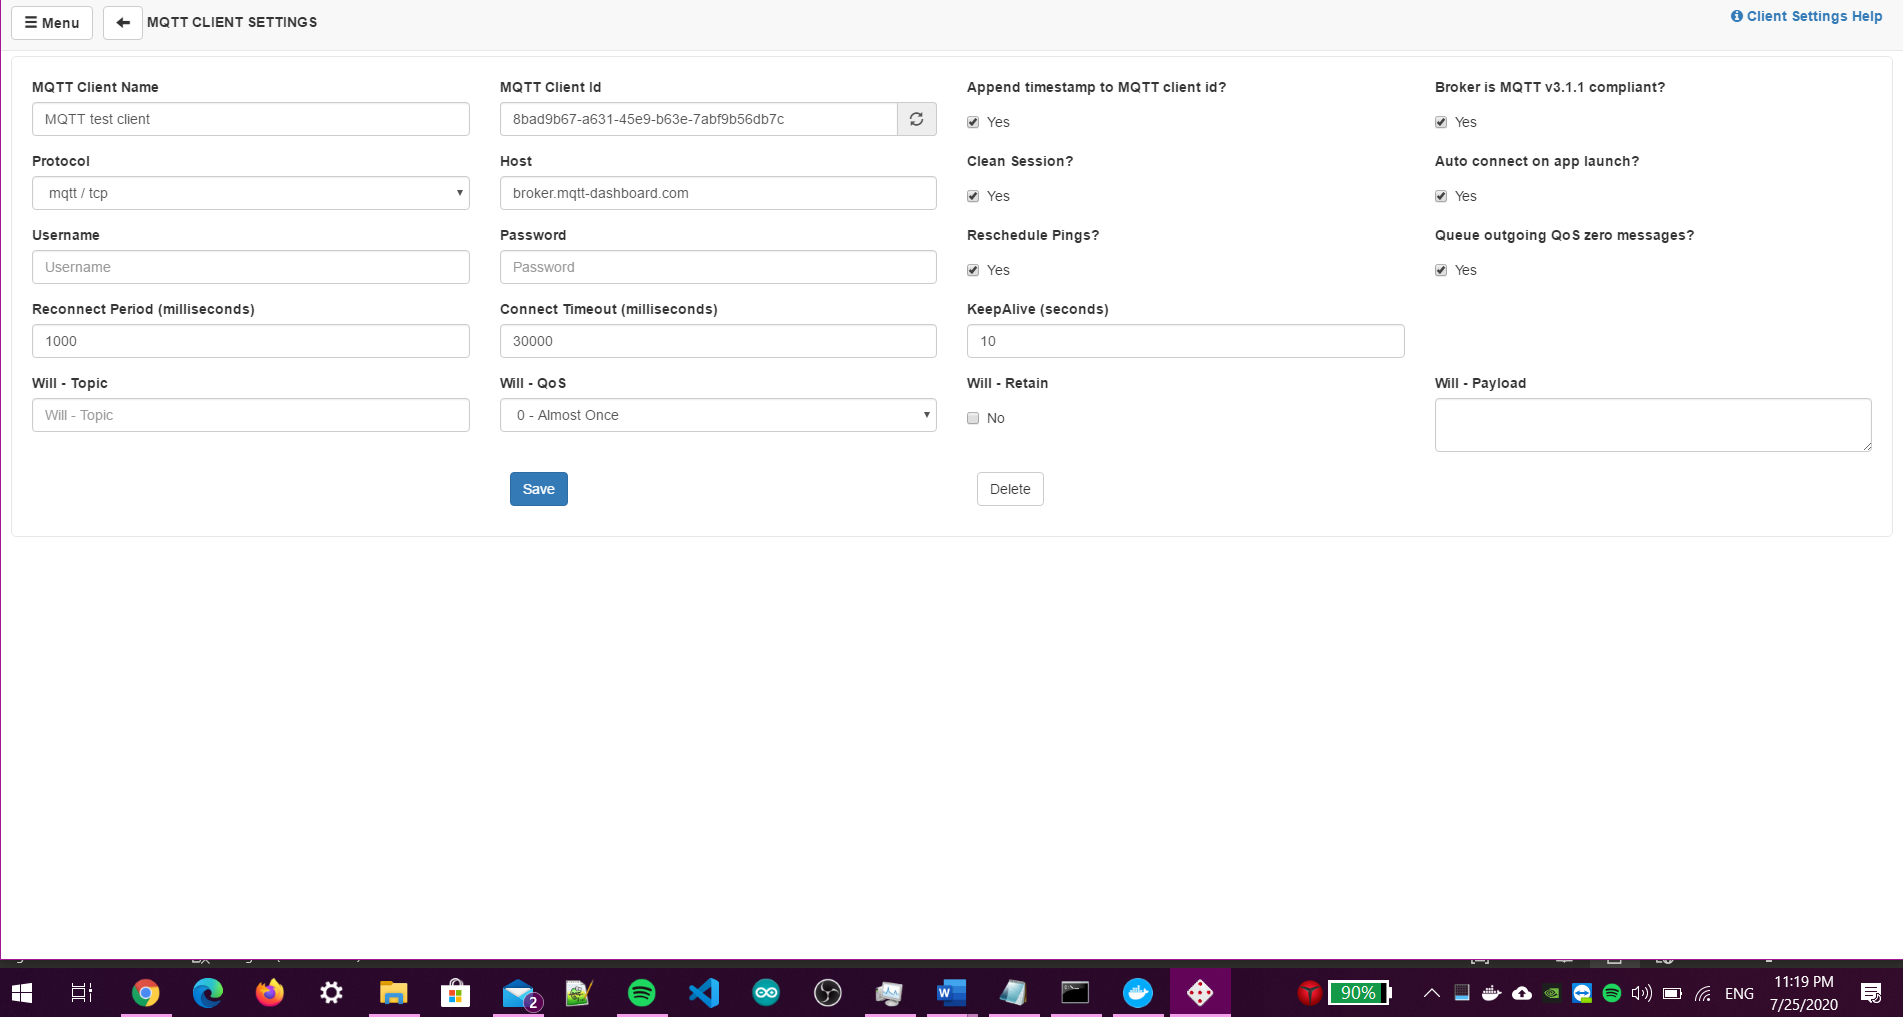 Menu
MQTT CLIENT SETTINGS
Client Settings Help
MQTT Client Name
MQTT Client Id
Append timestamp to MQTT client id?
Broker is MQTT v3.1.1 compliant?
MQTT test client
8bad9b67-a631-45e9-b63e-7abf9b56db7c
Yes
Yes
Protocol
Host
Clean Session?
Auto connect on app launch?
mqtt / tcp
broker.mqtt-dashboard.com
Yes
Yes
Username
Password
Reschedule Pings?
Queue outgoing QoS zero messages?
Username
Password
Yes
Yes
Reconnect Period (milliseconds)
Connect Timeout (milliseconds)
KeepAlive (seconds)
1000
30000
10
Will - Topic
Will - QoS
Will - Retain
Will - Payload
Will - Topic
0 - Almost Once
No
Save
Delete
2
90%
ENG
11:19 PM
7/25/2020